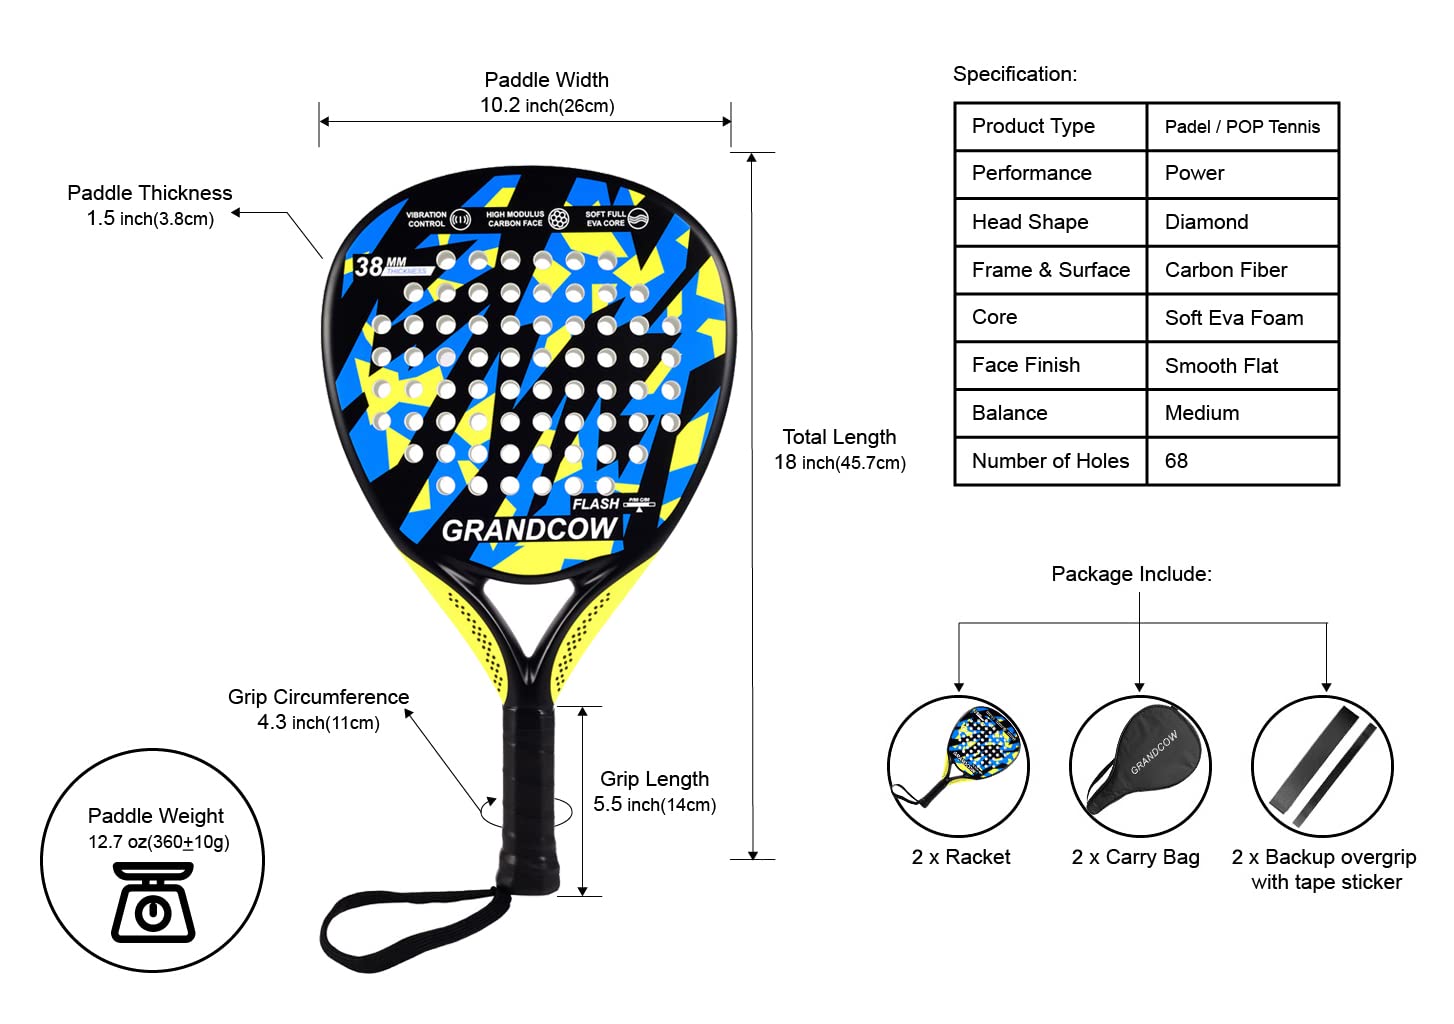 Paddle Width
10.2 inch(26cm)
Paddle Thickness
1.5 inch(3.8cm)
VIBRATION
CONTROL
HIGH MODULUS
CARBON FACE
SOFT FULL
EVA CORE
38 MM
THICKNESS
FLASH
P/M C/M
GRANDCOW
Total Length
18 inch(45.7cm)
Grip Circumference
4.3 inch(11cm)
Grip Length
5.5 inch(14cm)
Paddle Weight
12.7 oz(360±10g)
Specification:
Product Type Padel / POP Tennis
Performance Power
Head Shape Diamond
Frame & Surface Carbon Fiber
Core Soft Eva Foam
Face Finish Smooth Flat
Balance Medium
Number of Holes 68
Package Include:
GRANDCOW
2 x Racket
2 x Carry Bag
2 x Backup overgrip
with tape sticker